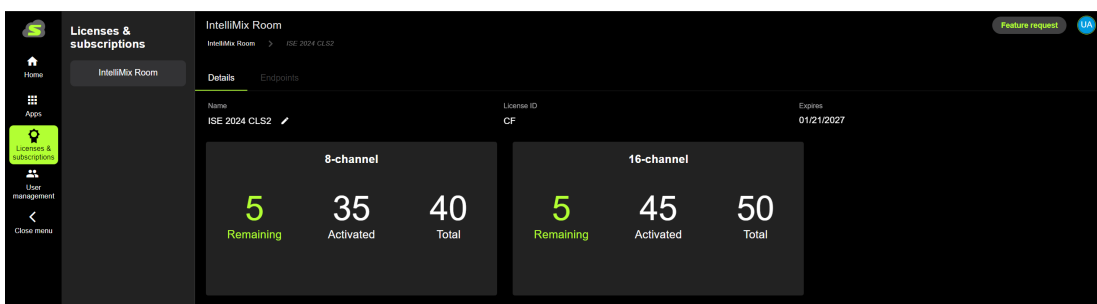 Licenses &
subscriptions
IntelliMix Room
Home
Apps
Licenses &
subscriptions
User
management
Close menu
IntelliMix Room
Feature request
UA
IntelliMix Room > ISE 2024 CLS2
Details Endpoints
Name License ID Expires
ISE 2024 CLS2 CF 01/21/2027
8-channel 16-channel
5 35 40 5 45 50
Remaining Activated Total Remaining Activated Total